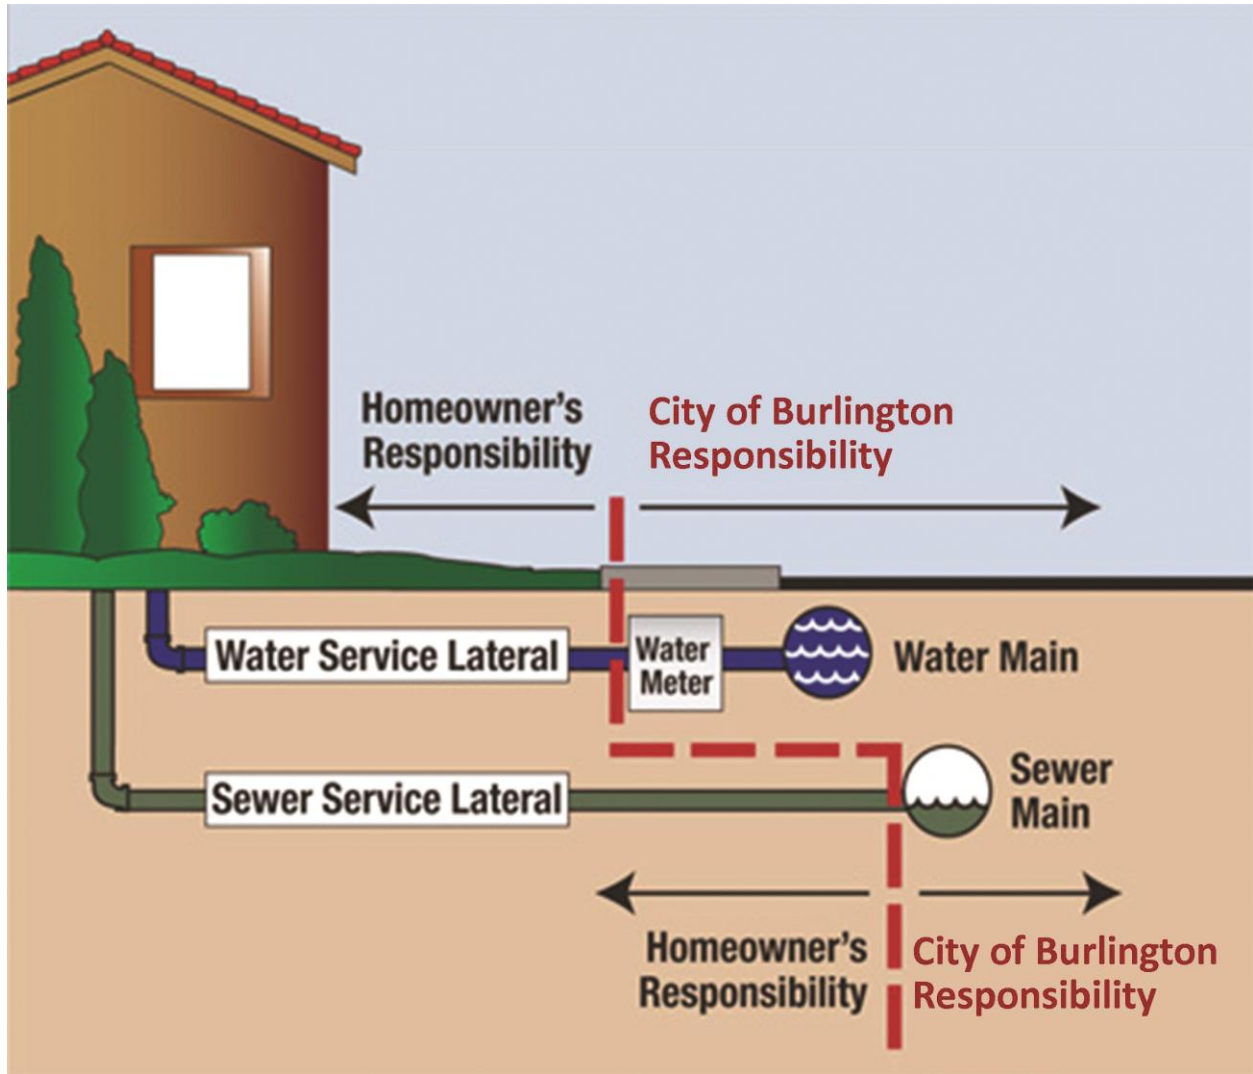 Homeowner's
Responsibility
City of Burlington
Responsibility
Water Service Lateral
Water
Meter
Water Main
Sewer Service Lateral
Sewer
Main
Homeowner's
Responsibility
City of Burlington
Responsibility